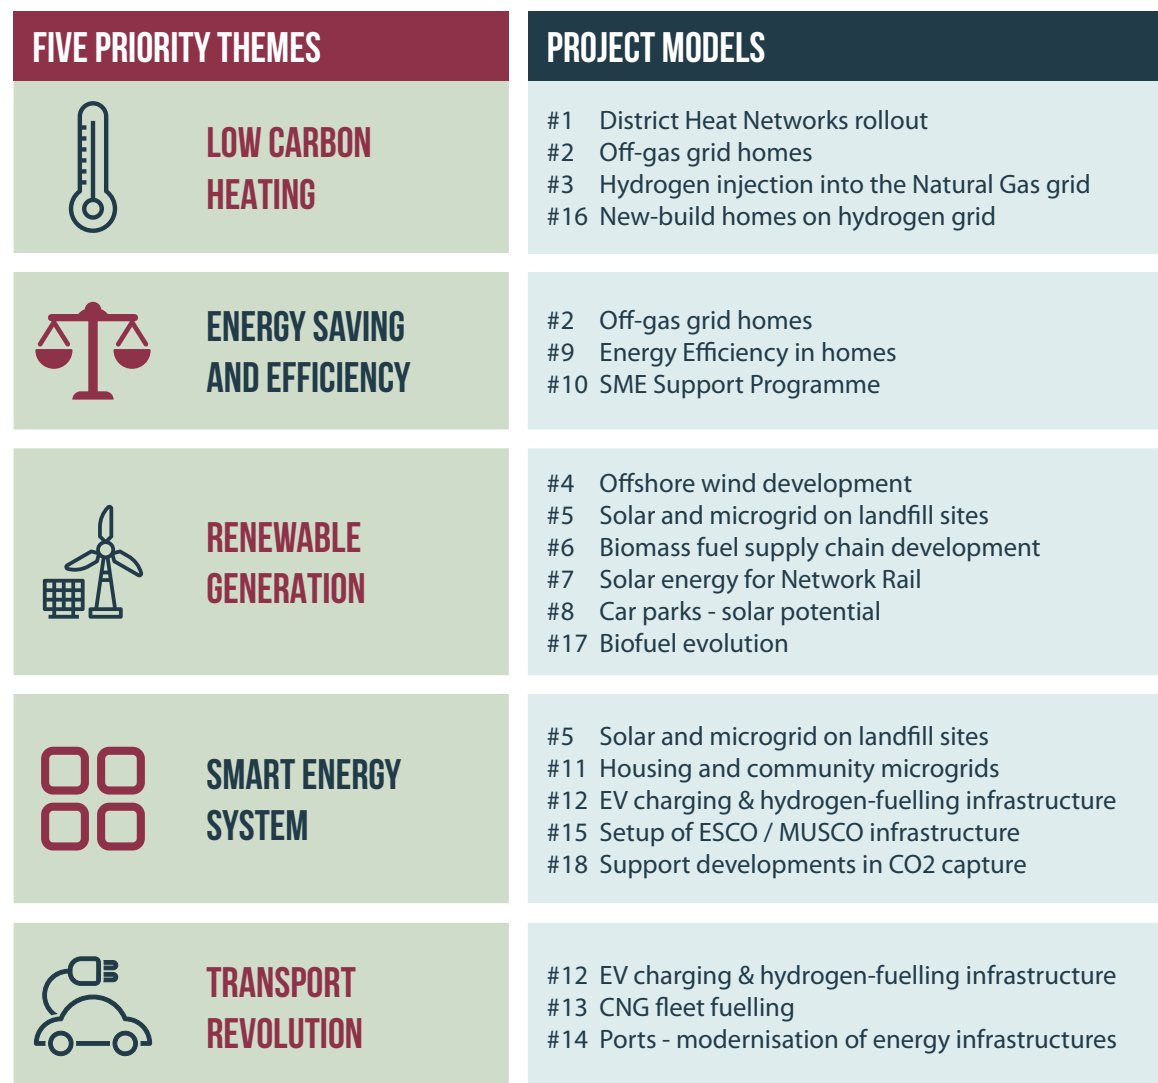 FIVE PRIORITY THEMES
PROJECT MODELS
LOW CARBON
HEATING
#1 District Heat Networks rollout
#2 Off-gas grid homes
#3 Hydrogen injection into the Natural Gas grid
#16 New-build homes on hydrogen grid
ENERGY SAVING
AND EFFICIENCY
#2 Off-gas grid homes
#9 Energy Efficiency in homes
#10 SME Support Programme
RENEWABLE
GENERATION
#4 Offshore wind development
#5 Solar and microgrid on landfill sites
#6 Biomass fuel supply chain development
#7 Solar energy for Network Rail
#8 Car parks - solar potential
#17 Biofuel evolution
SMART ENERGY
SYSTEM
#5 Solar and microgrid on landfill sites
#11 Housing and community microgrids
#12 EV charging & hydrogen-fuelling infrastructure
#15 Setup of ESCO / MUSCO infrastructure
#18 Support developments in CO2 capture
TRANSPORT
REVOLUTION
#12 EV charging & hydrogen-fuelling infrastructure
#13 CNG fleet fuelling
#14 Ports - modernisation of energy infrastructures